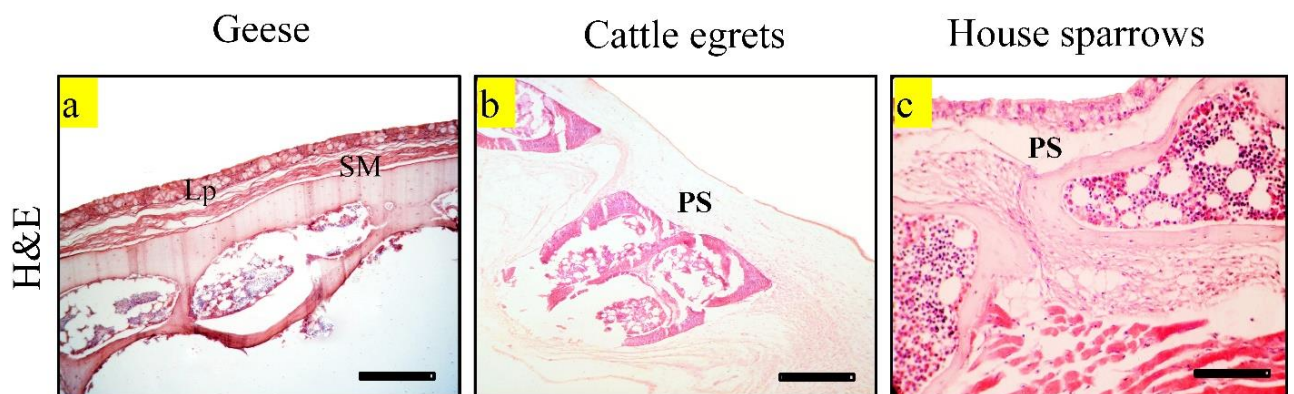 Geese
Cattle egrets
House sparrows
H&E
a
Lp
SM
b
PS
c
PS